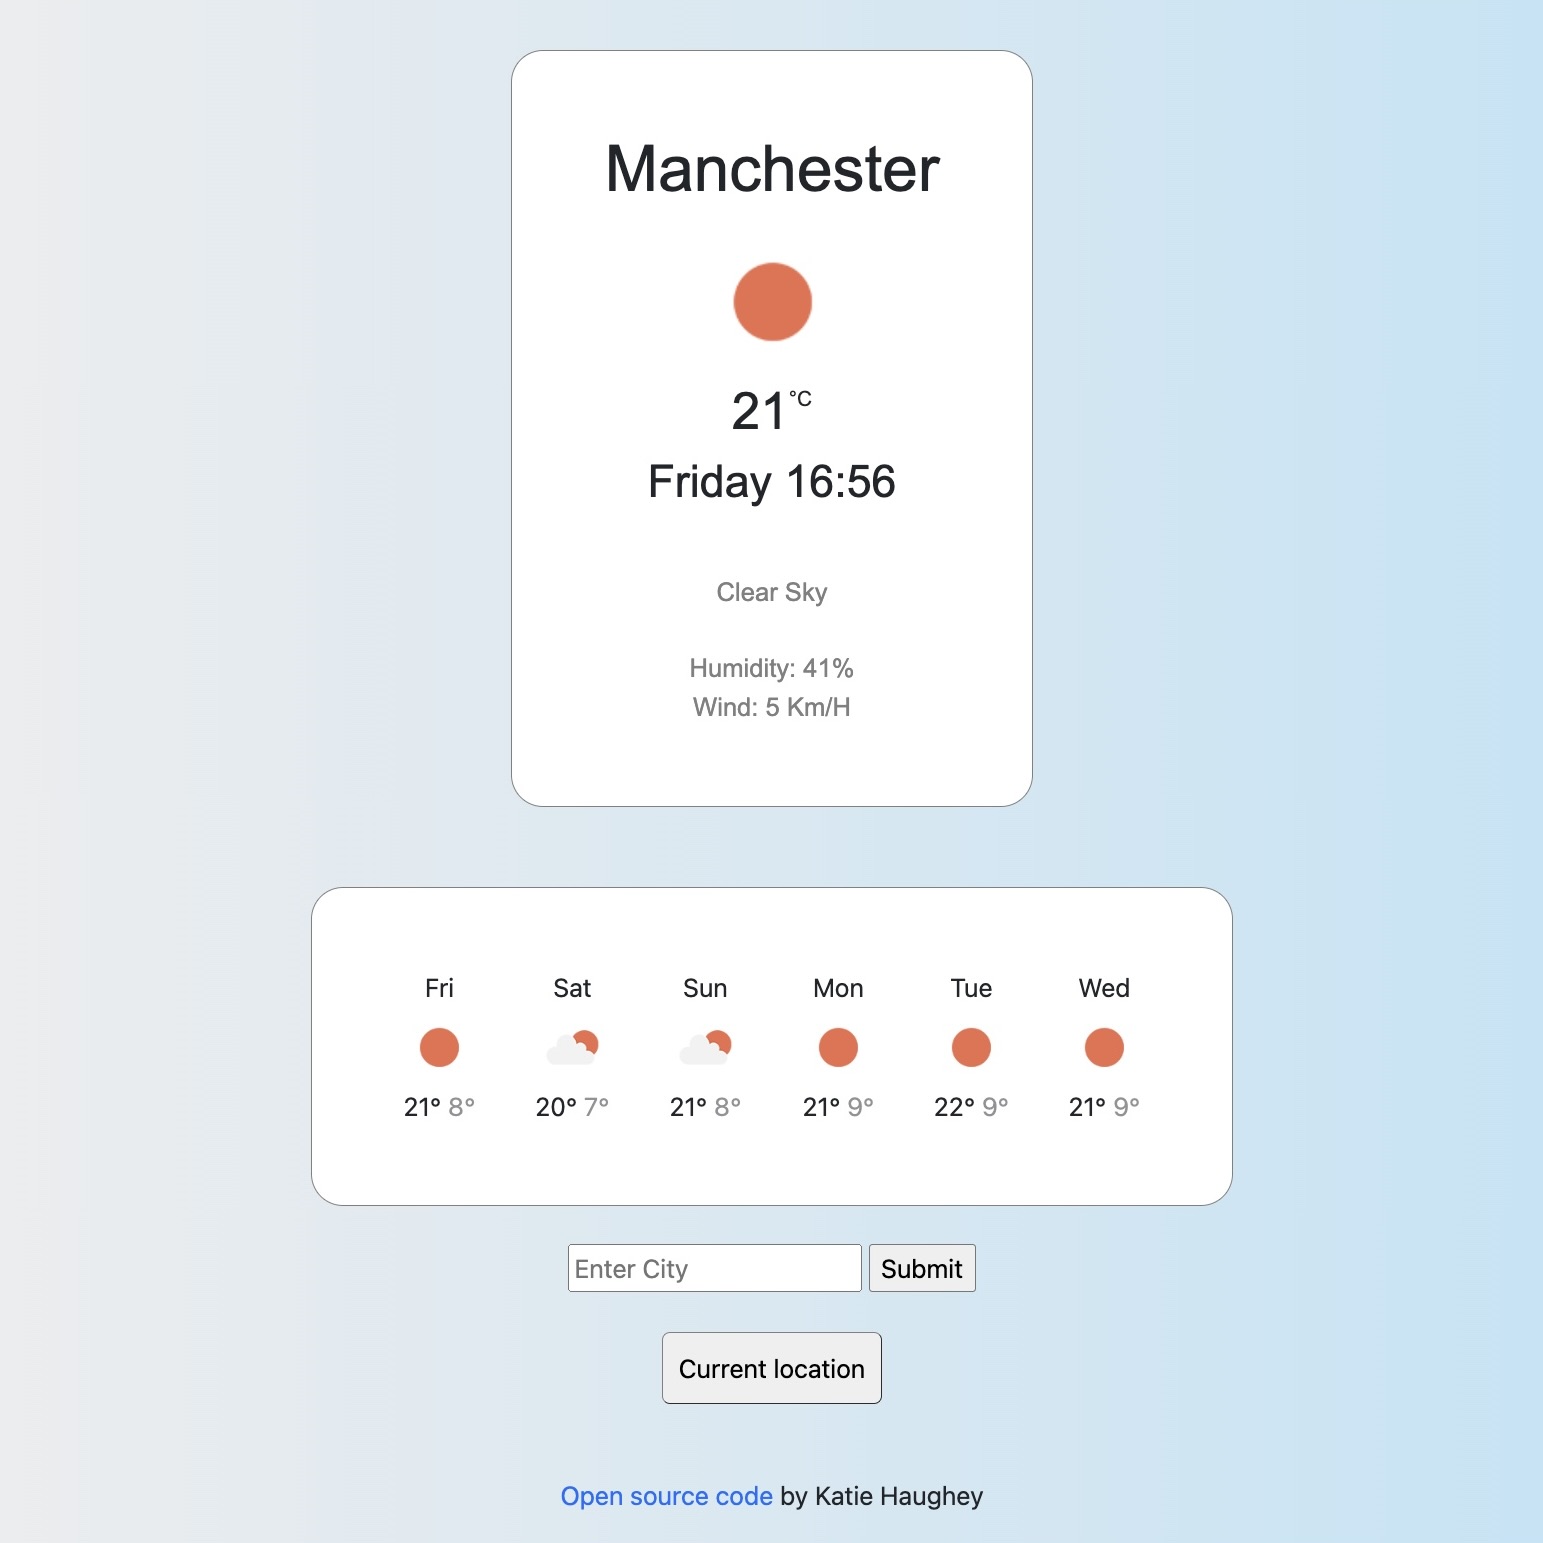 Manchester
21°C
Friday 16:56
Clear Sky
Humidity: 41%
Wind: 5 Km/H
Fri Sat Sun Mon Tue Wed
21° 8° 20° 7° 21° 8° 21° 9° 22° 9° 21° 9°
Enter City Submit
Current location
Open source code by Katie Haughey